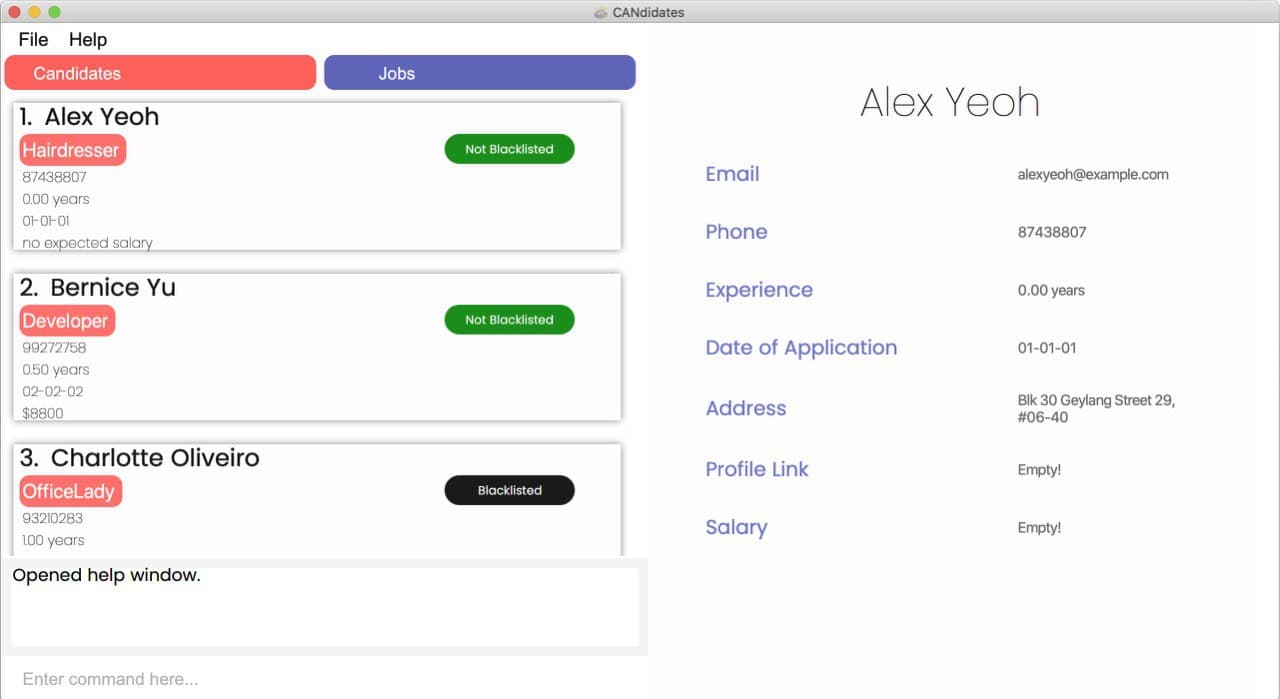 CANdidates
File Help
Candidates
Jobs
1. Alex Yeoh
Hairdresser
Not Blacklisted
87438807
0.00 years
01-01-01
no expected salary
2. Bernice Yu
Developer
Not Blacklisted
99272758
0.50 years
02-02-02
$8800
3. Charlotte Oliveiro
OfficeLady
Blacklisted
93210283
1.00 years
Opened help window.
Enter command here...
Alex Yeoh
Email alexyeoh@example.com
Phone 87438807
Experience 0.00 years
Date of Application 01-01-01
Address Blk 30 Geylang Street 29,
#06-40
Profile Link Empty!
Salary Empty!